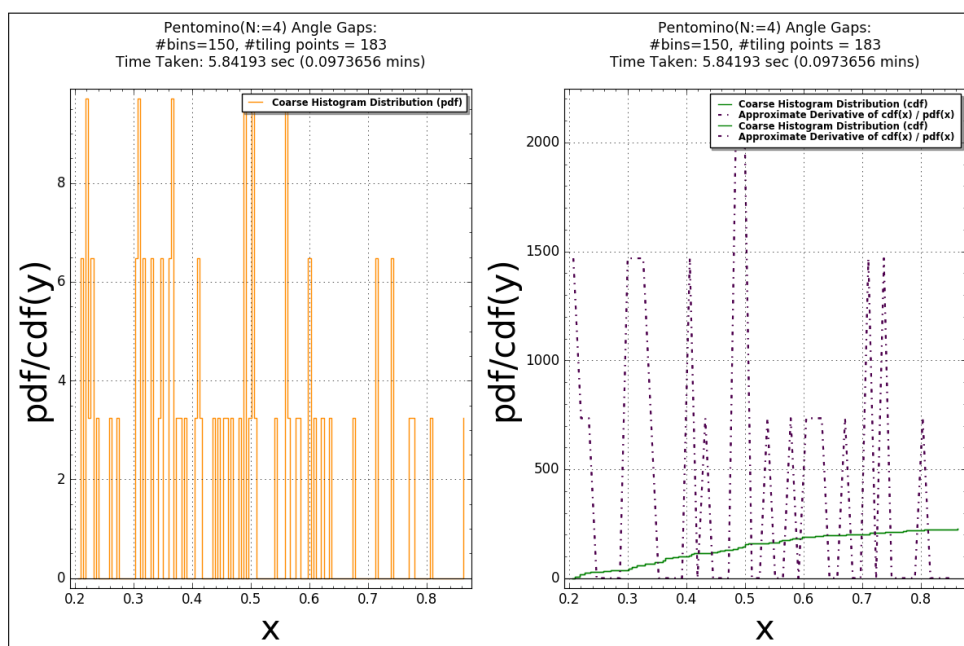 Pentomino(N:=4) Angle Gaps:
#bins=150, #tiling points = 183
Time Taken: 5.84193 sec (0.0973656 mins)
Coarse Histogram Distribution (pdf)
pdf/cdf(y)
8
6
4
2
0
0.2 0.3 0.4 0.5 0.6 0.7 0.8
x
Pentomino(N:=4) Angle Gaps:
#bins=150, #tiling points = 183
Time Taken: 5.84193 sec (0.0973656 mins)
Coarse Histogram Distribution (cdf)
Approximate Derivative of cdf(x) / pdf(x)
Coarse Histogram Distribution (cdf)
Approximate Derivative of cdf(x) / pdf(x)
pdf/cdf(y)
2000
1500
1000
500
0
0.2 0.3 0.4 0.5 0.6 0.7 0.8
x